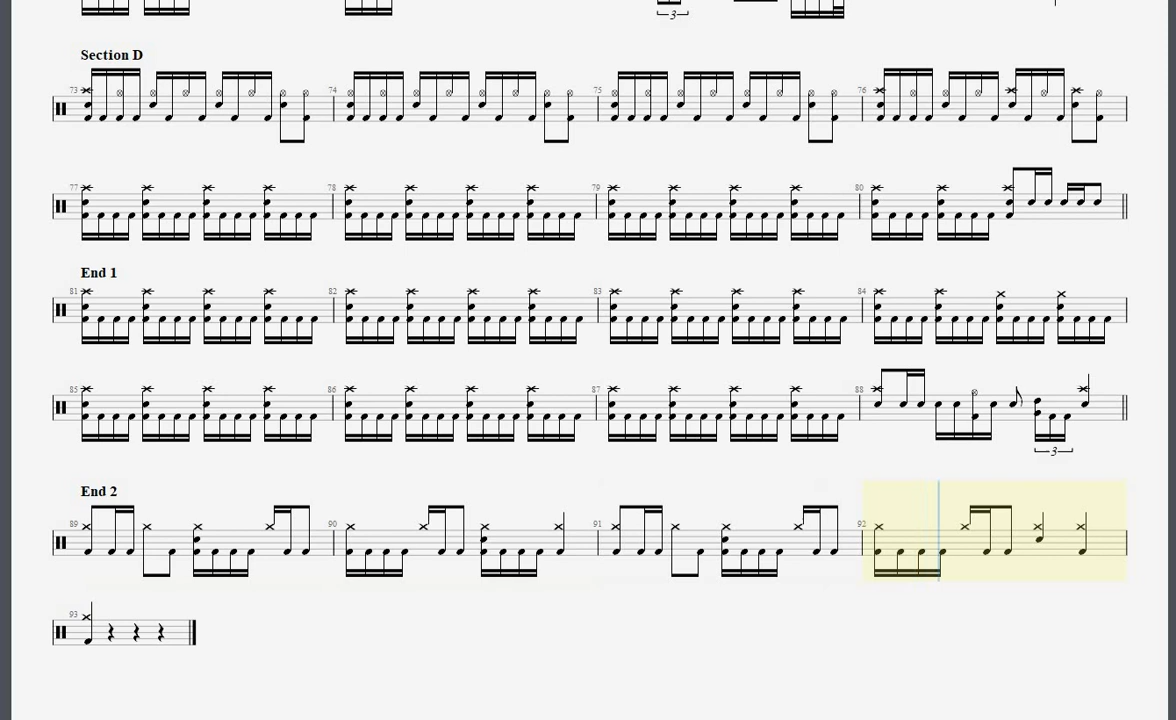 3
Section D
73 74 75 76
77 78 79 80
End 1
81 82 83 84
85 86 87 88
3
End 2
89 90 91 92
93